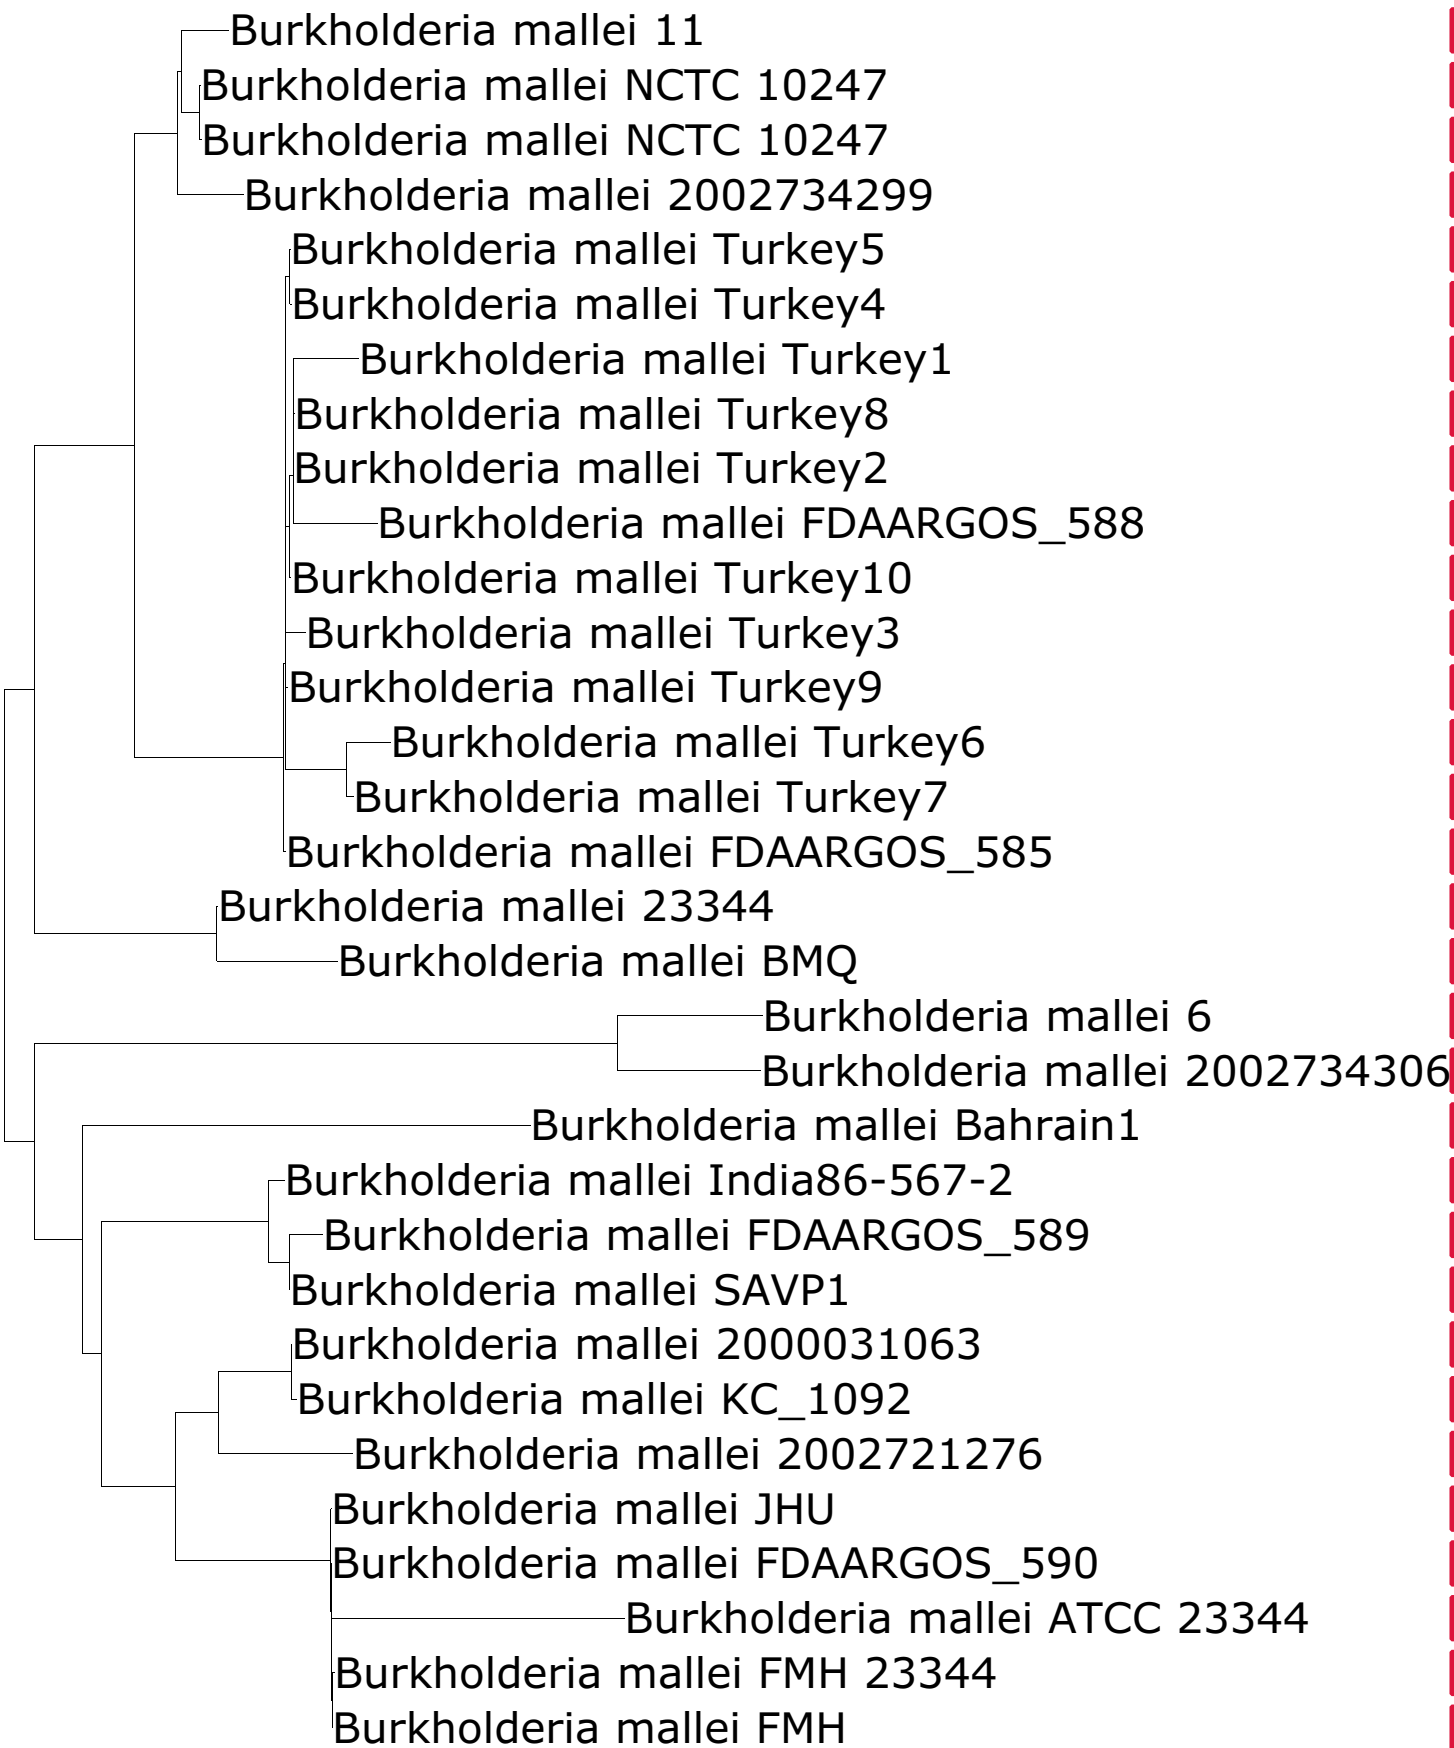 Burkholderia mallei 11
Burkholderia mallei NCTC 10247
Burkholderia mallei NCTC 10247
Burkholderia mallei 2002734299
Burkholderia mallei Turkey5
Burkholderia mallei Turkey4
Burkholderia mallei Turkey1
Burkholderia mallei Turkey8
Burkholderia mallei Turkey2
Burkholderia mallei FDAARGOS_588
Burkholderia mallei Turkey10
Burkholderia mallei Turkey3
Burkholderia mallei Turkey9
Burkholderia mallei Turkey6
Burkholderia mallei Turkey7
Burkholderia mallei FDAARGOS_585
Burkholderia mallei 23344
Burkholderia mallei BMQ
Burkholderia mallei 6
Burkholderia mallei 2002734306
Burkholderia mallei Bahrain1
Burkholderia mallei India86-567-2
Burkholderia mallei FDAARGOS_589
Burkholderia mallei SAVP1
Burkholderia mallei 2000031063
Burkholderia mallei KC_1092
Burkholderia mallei 2002721276
Burkholderia mallei JHU
Burkholderia mallei FDAARGOS_590
Burkholderia mallei ATCC 23344
Burkholderia mallei FMH 23344
Burkholderia mallei FMH